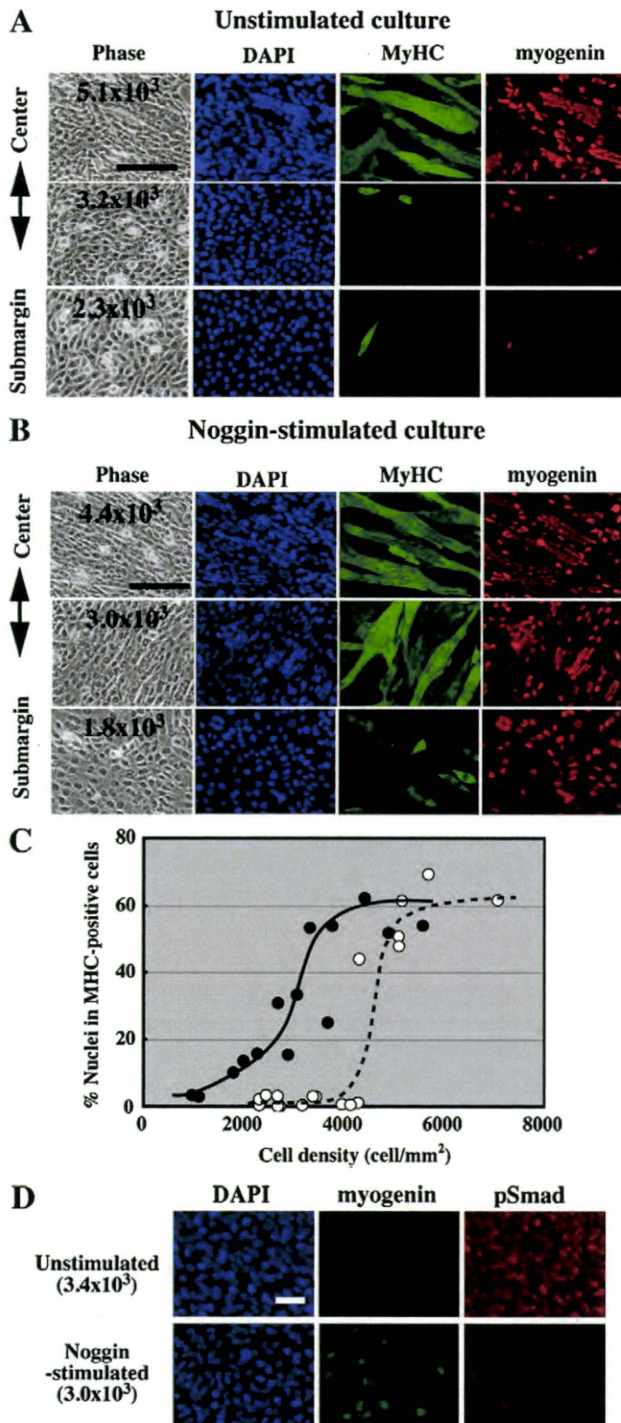 A
Unstimulated culture
Phase DAPI MyHC myogenin
Center
5.1x10³
3.2x10³
Submargin
2.3x10³
B
Noggin-stimulated culture
Phase DAPI MyHC myogenin
Center
4.4x10³
3.0x10³
Submargin
1.8x10³
C
80
60
40
20
0
% Nuclei in MHC-positive cells
0 2000 4000 6000 8000
Cell density (cell/mm²)
D
DAPI myogenin pSmad
Unstimulated
(3.4x10³)
Noggin
-stimulated
(3.0x10³)